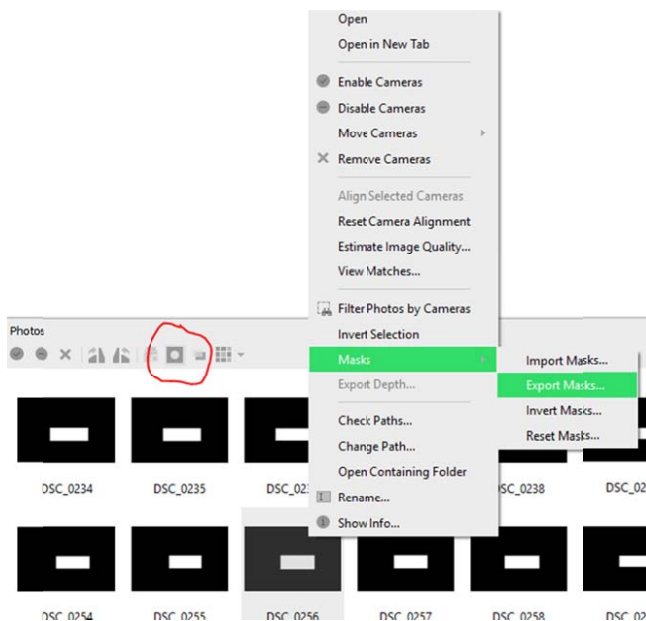 Open
Open in New Tab
Enable Cameras
Disable Cameras
Move Cameras
Remove Cameras
Align Selected Cameras
Reset Camera Alignment
Estimate Image Quality...
View Matches...
Filter Photos by Cameras
Invert Selection
Masks
Export Depth...
Check Paths...
Change Path...
Open Containing Folder
Rename...
Show Info...
Import Masks...
Export Masks...
Invert Masks...
Reset Masks...
Photos
DSC_0234 DSC_0235 DSC_0238
DSC_0254 DSC_0255 DSC_0256 DSC_0257 DSC_0258